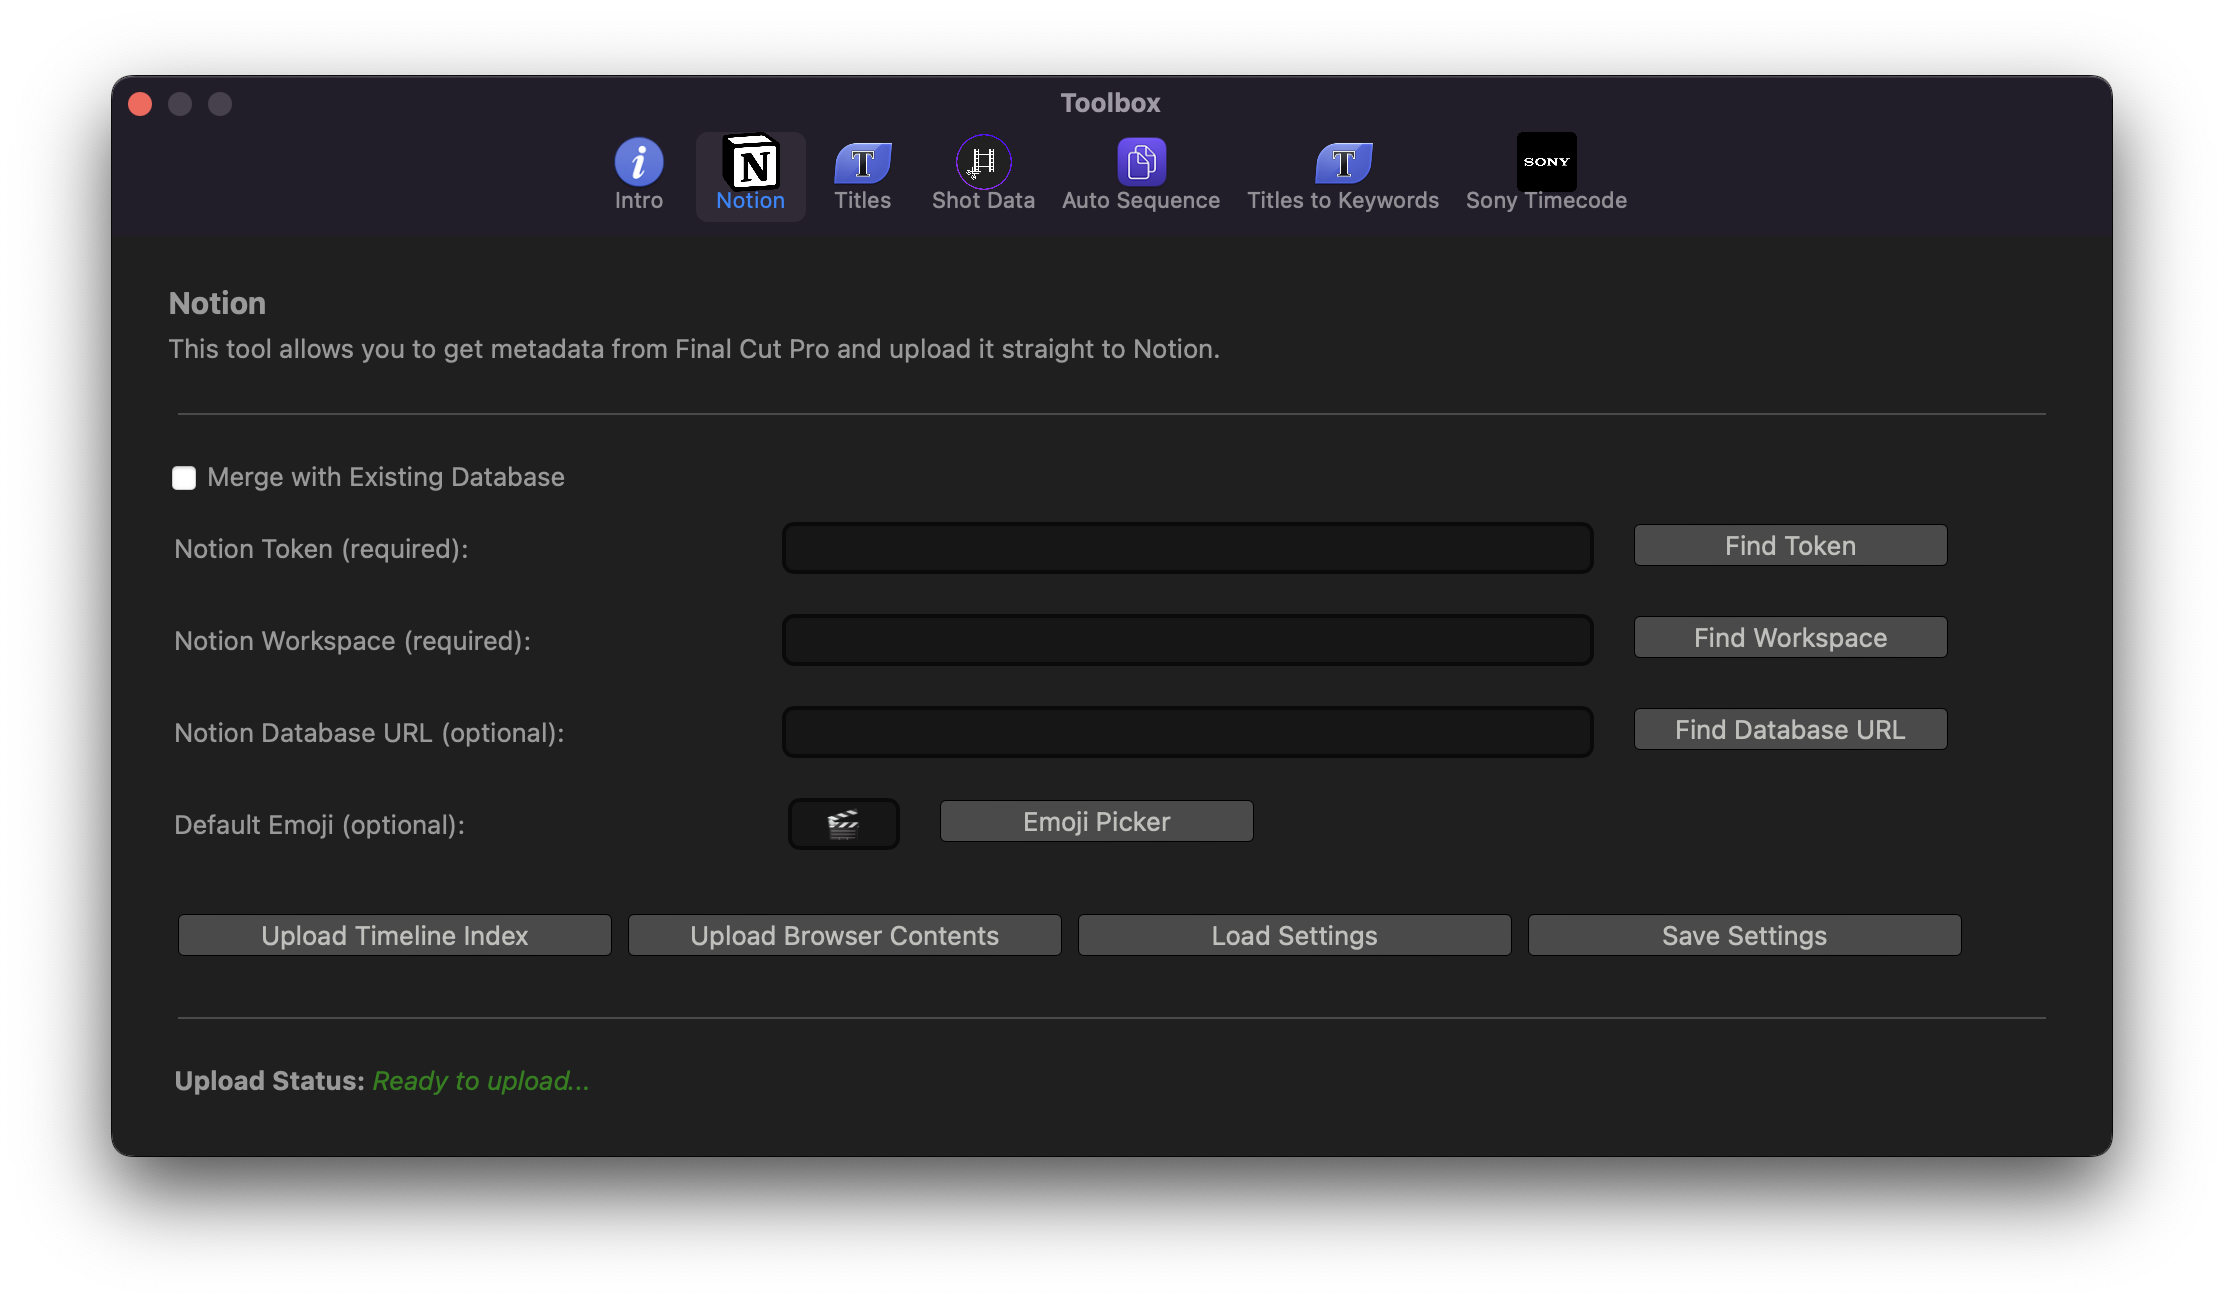 Toolbox
Intro
N
Notion
T
Titles
Shot Data
Auto Sequence
T
Titles to Keywords
SONY
Sony Timecode
Notion
This tool allows you to get metadata from Final Cut Pro and upload it straight to Notion.
Merge with Existing Database
Notion Token (required):
Find Token
Notion Workspace (required):
Find Workspace
Notion Database URL (optional):
Find Database URL
Default Emoji (optional):
Emoji Picker
Upload Timeline Index
Upload Browser Contents
Load Settings
Save Settings
Upload Status: Ready to upload...